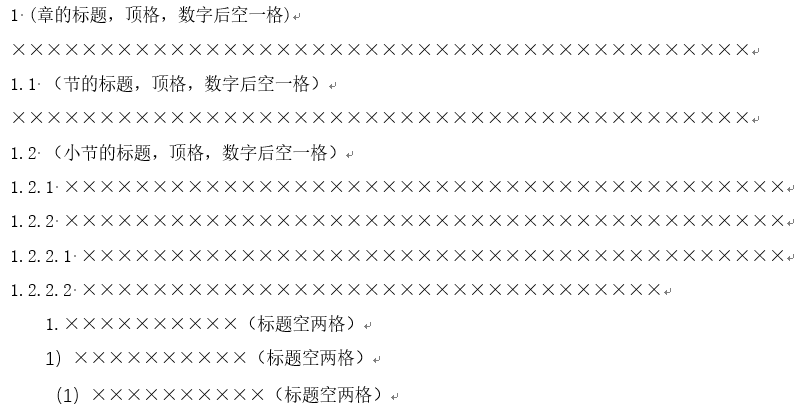 1 (章的标题，顶格，数字后空一格)
××××××××××××××××××××××××××××××××××××××××××
1.1 （节的标题，顶格，数字后空一格）
××××××××××××××××××××××××××××××××××××××××××
1.2 （小节的标题，顶格，数字后空一格）
1.2.1 ×××××××××××××××××××××××××××××××××××××××××
1.2.2 ×××××××××××××××××××××××××××××××××××××××××
1.2.2.1 ××××××××××××××××××××××××××××××××××××××××
1.2.2.2 ×××××××××××××××××××××××××××××××××
1. ××××××××××（标题空两格）
1) ××××××××××（标题空两格）
(1) ××××××××××（标题空两格）